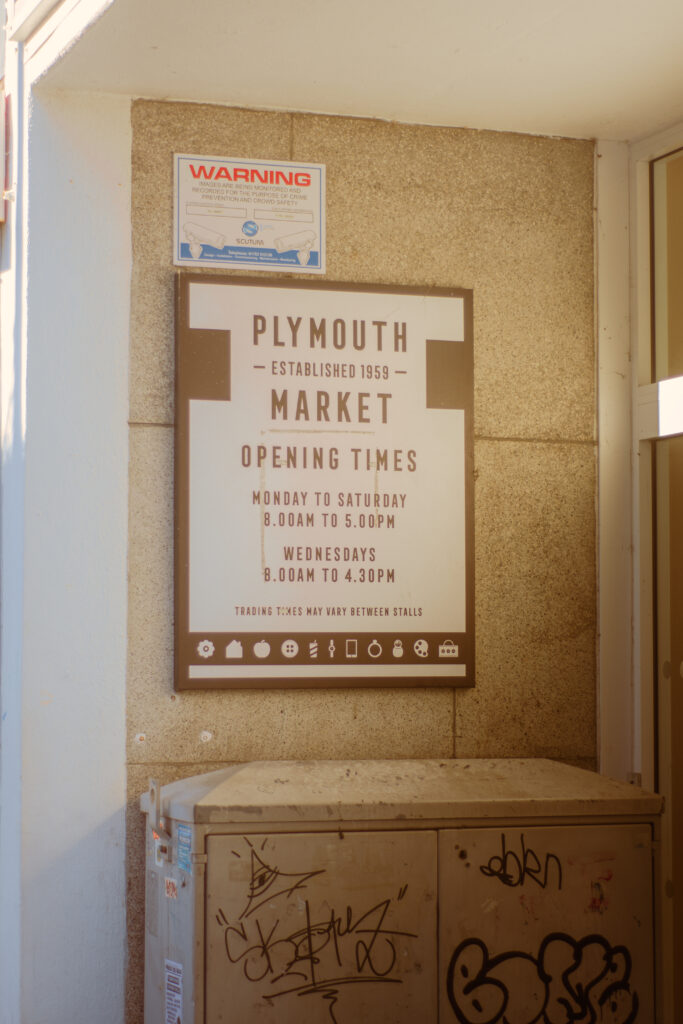 WARNING
IMAGES ARE BEING MONITORED AND
RECORDED FOR THE PURPOSE OF CRIME
PREVENTION AND CROWD-SAFETY
SCUTUM
PLYMOUTH
– ESTABLISHED 1959 –
MARKET
OPENING TIMES
MONDAY TO SATURDAY
8.00AM TO 5.00PM
WEDNESDAYS
8.00AM TO 4.30PM
TRADING TIMES MAY VARY BETWEEN STALLS